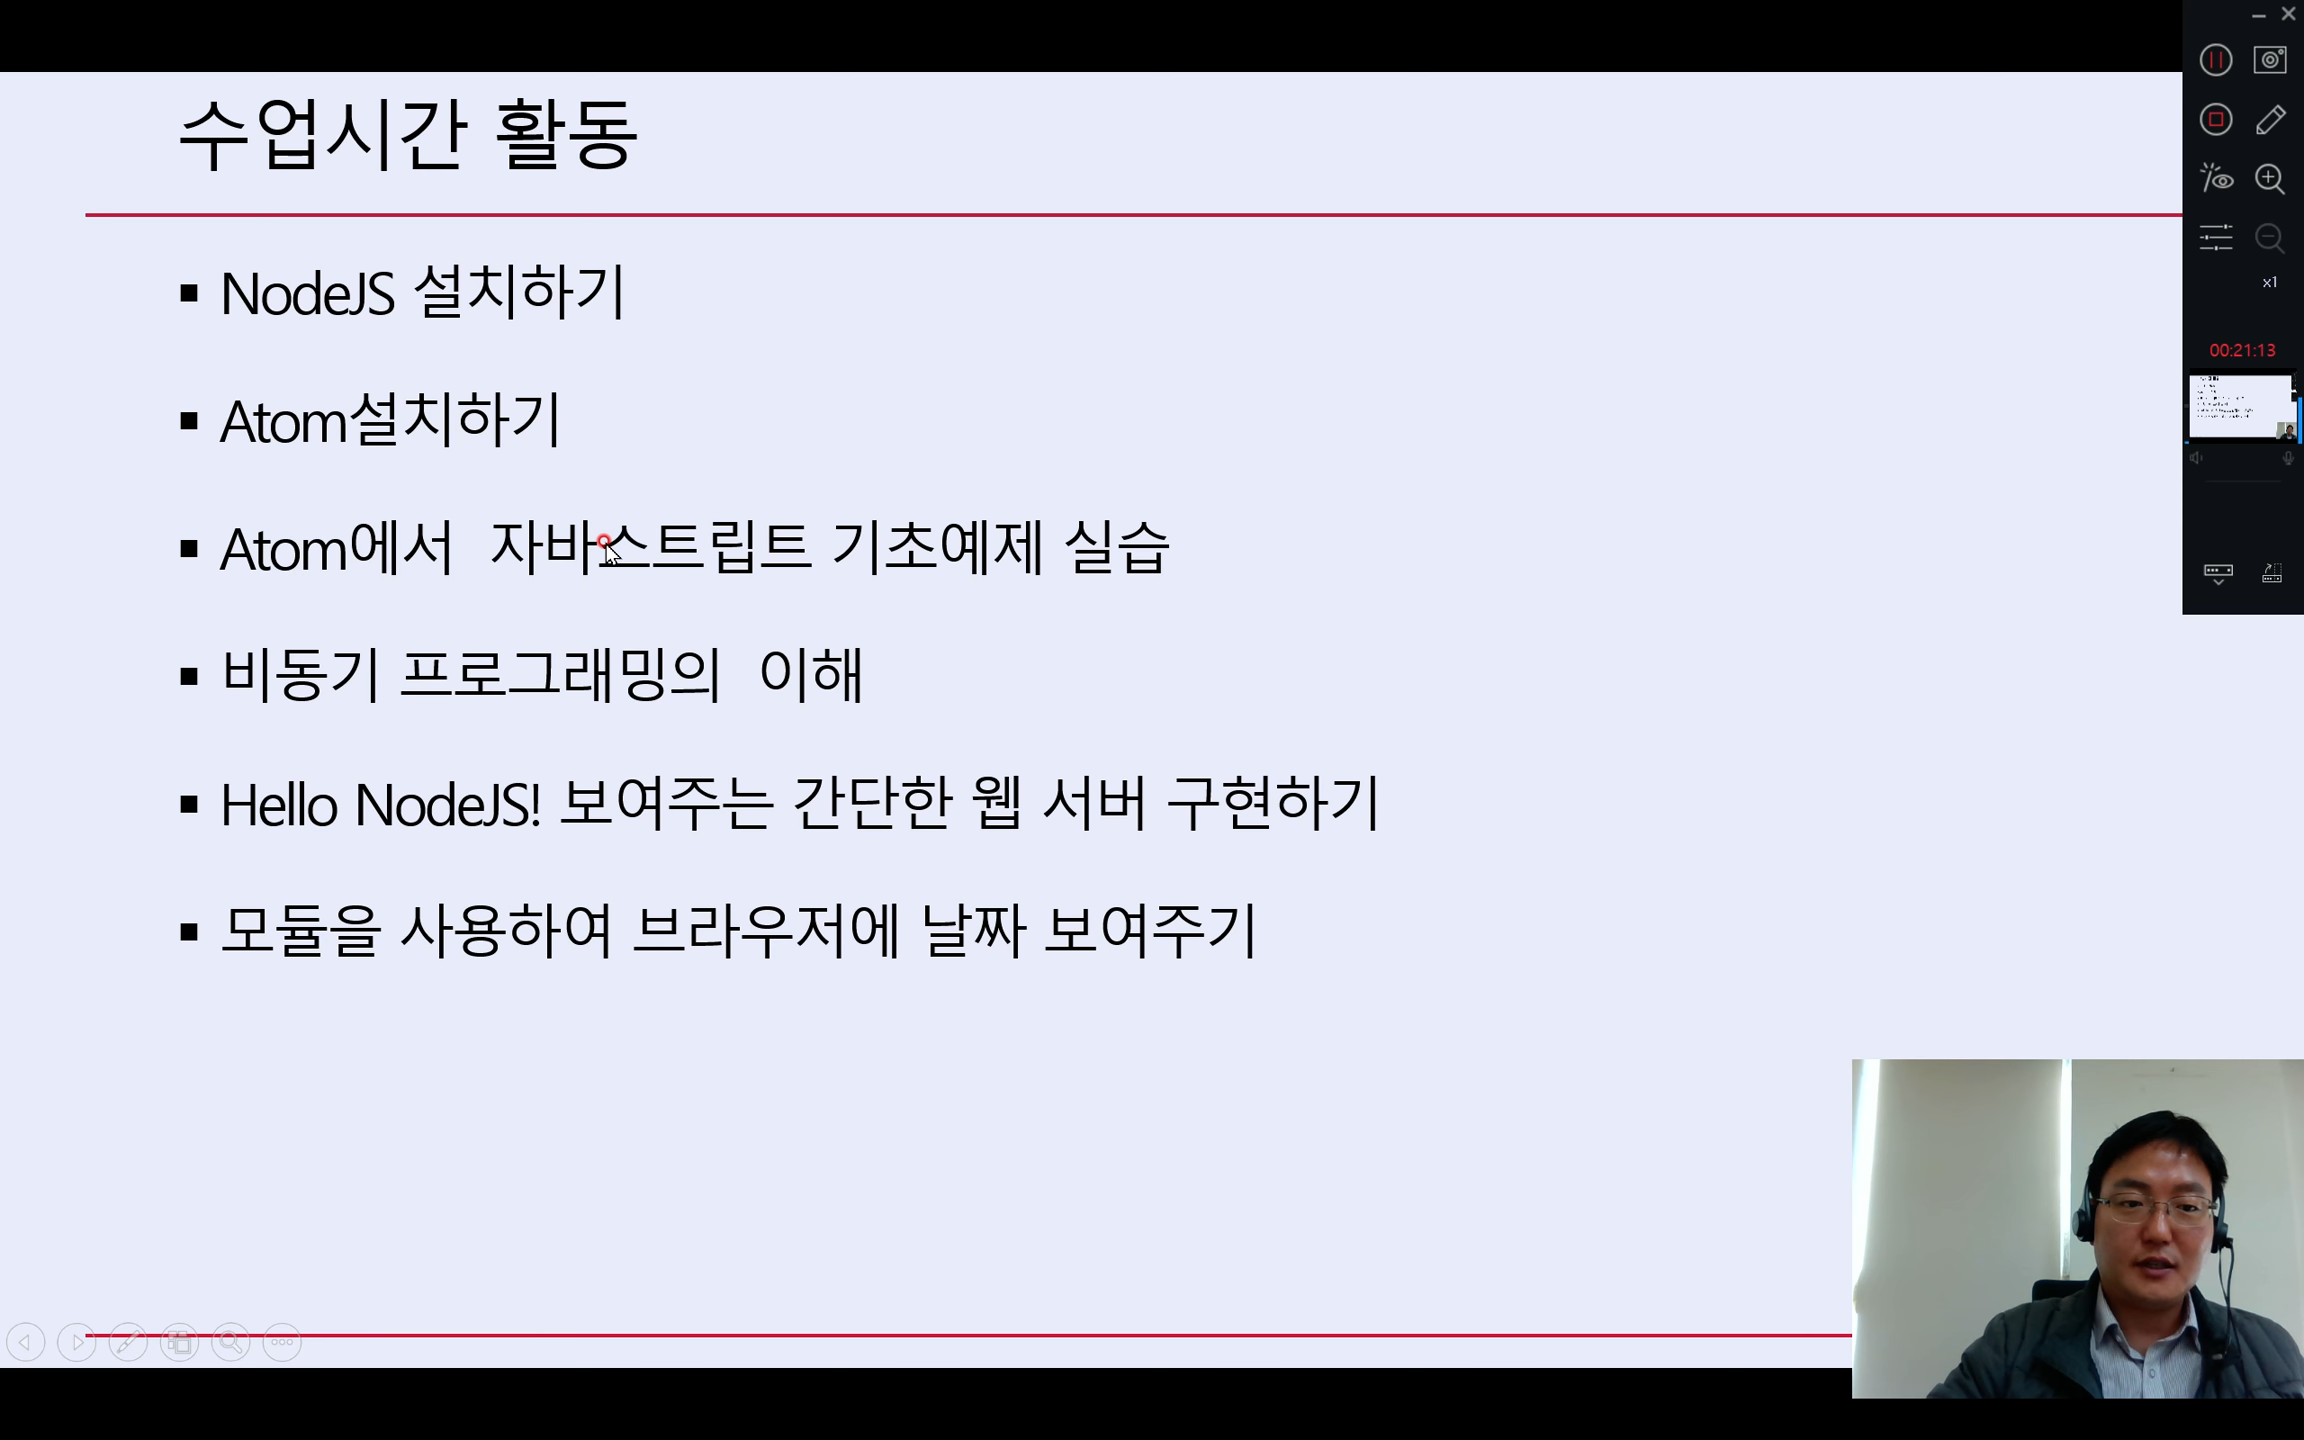 수업시간 활동
x1
▪ NodeJS 설치하기
00:21:13
▪ Atom설치하기
▪ Atom에서  자바스트립트 기초예제 실습
▪ 비동기 프로그래밍의  이해
▪ Hello NodeJS! 보여주는 간단한 웹 서버 구현하기
▪ 모듈을 사용하여 브라우저에 날짜 보여주기